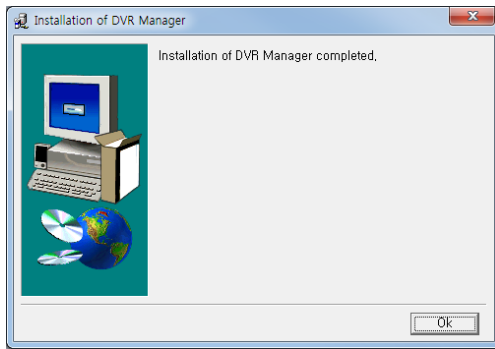 Installation of DVR Manager
Installation of DVR Manager completed.
Ok